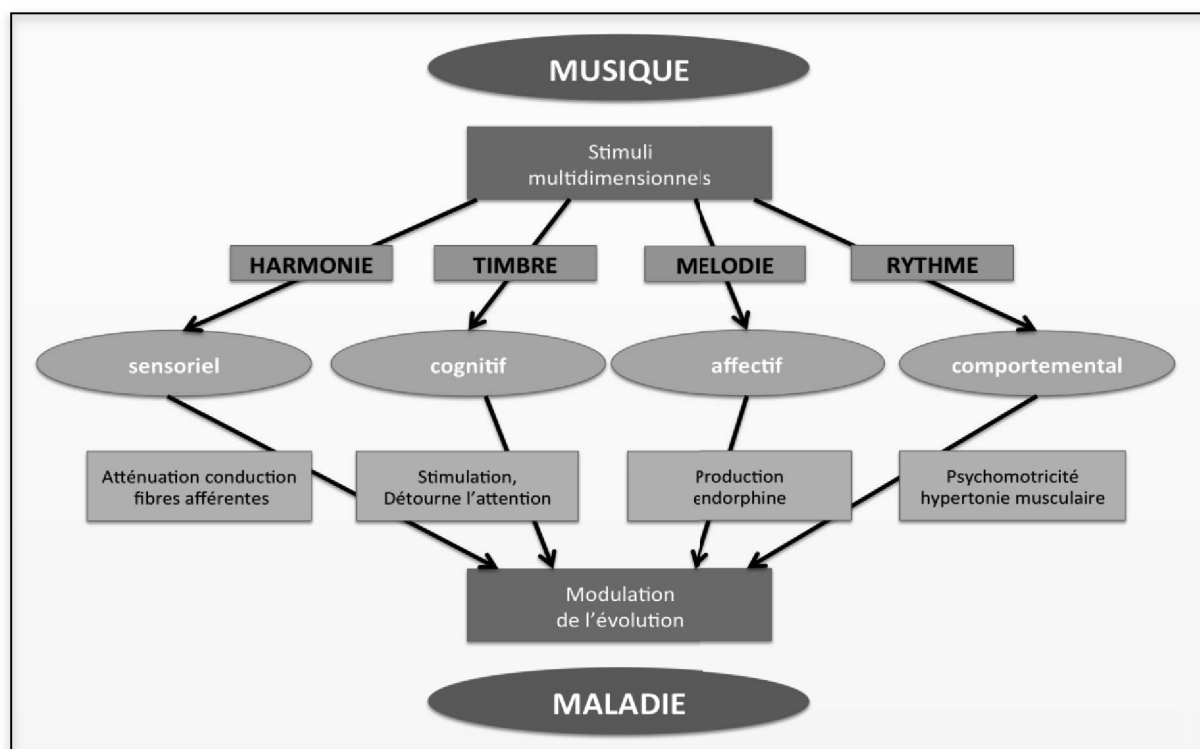 MUSIQUE
Stimuli
multidimensionnels
HARMONIE
TIMBRE
MELODIE
RYTHME
sensoriel
cognitif
affectif
comportemental
Atténuation conduction
fibres afférentes
Stimulation,
Détourne l’attention
Production
endorphine
Psychomotricité
hypertonie musculaire
Modulation
de l’évolution
MALADIE